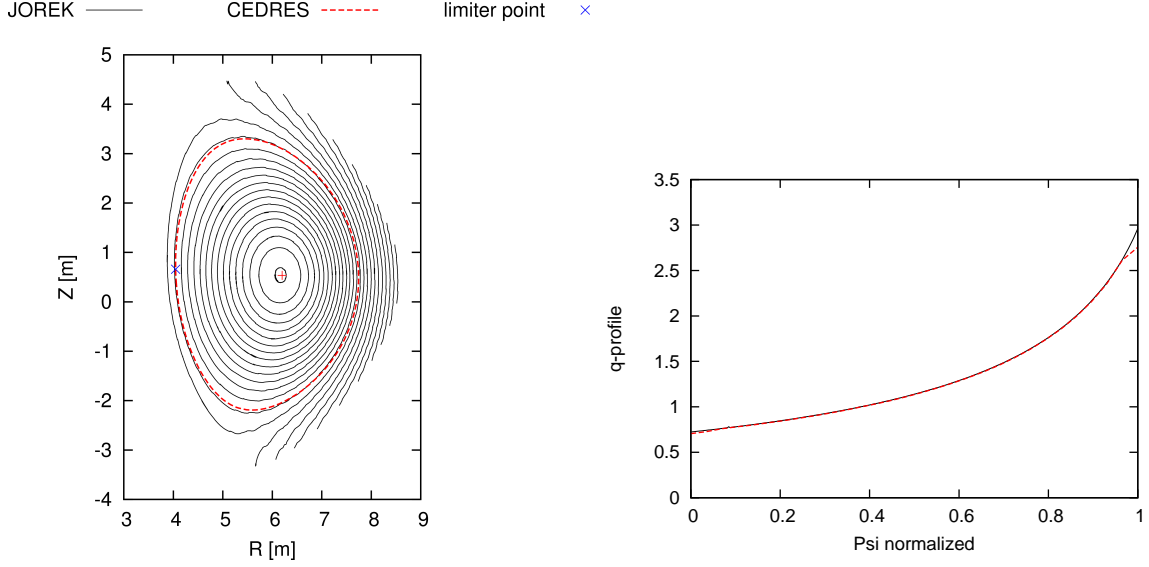 JOREK CEDRES limiter point
5
4
3
2
1
0
-1
-2
-3
-4
Z [m]
3 4 5 6 7 8 9
R [m]
3.5
3
2.5
2
1.5
1
0.5
0
q-profile
0 0.2 0.4 0.6 0.8 1
Psi normalized